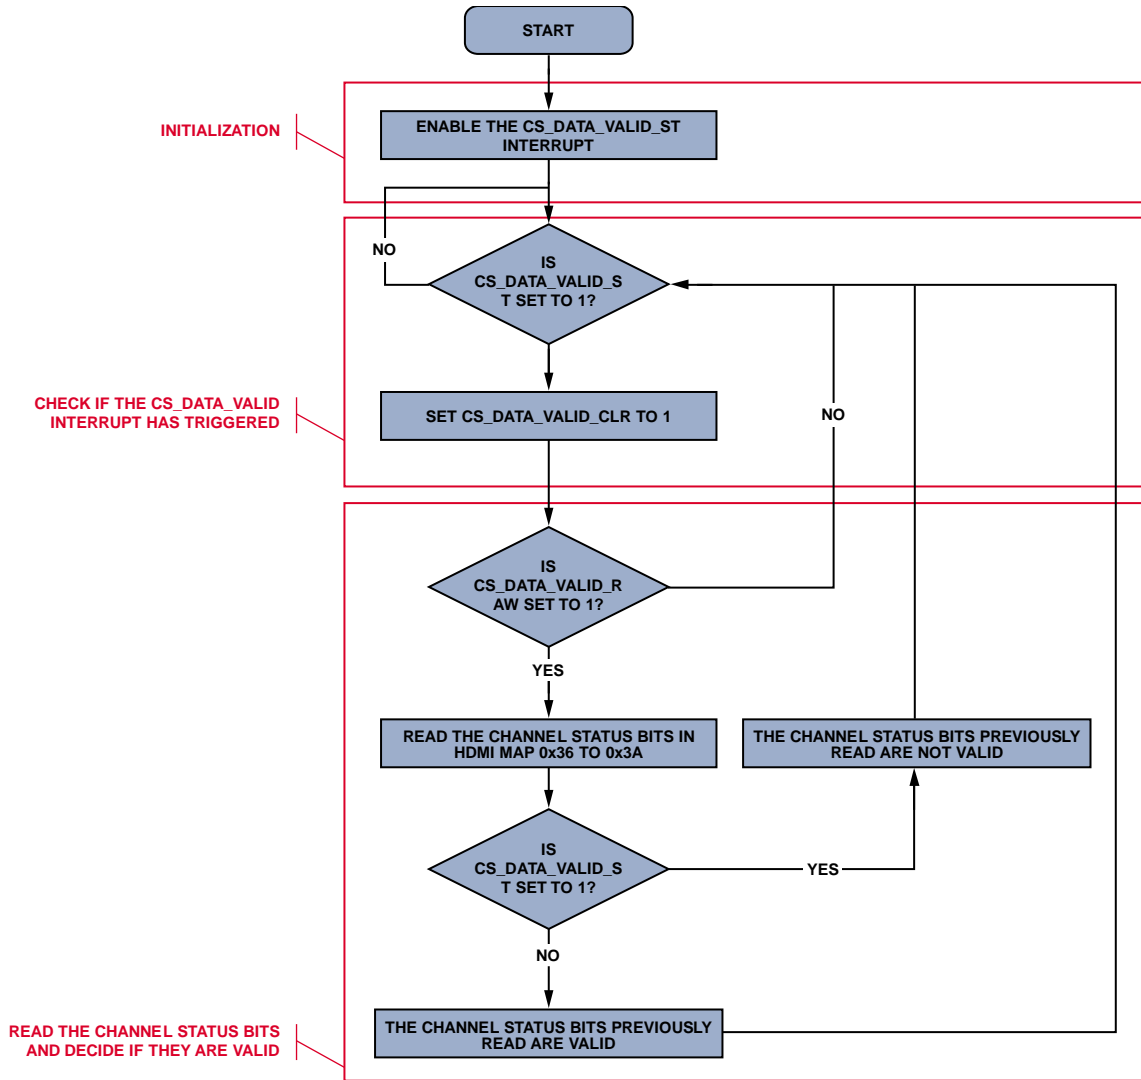 START
INITIALIZATION
ENABLE THE CS_DATA_VALID_ST
INTERRUPT
NO
IS
CS_DATA_VALID_S
T SET TO 1?
CHECK IF THE CS_DATA_VALID
INTERRUPT HAS TRIGGERED
SET CS_DATA_VALID_CLR TO 1
NO
IS
CS_DATA_VALID_R
AW SET TO 1?
YES
READ THE CHANNEL STATUS BITS IN
HDMI MAP 0x36 TO 0x3A
THE CHANNEL STATUS BITS PREVIOUSLY
READ ARE NOT VALID
IS
CS_DATA_VALID_S
T SET TO 1?
YES
NO
READ THE CHANNEL STATUS BITS
AND DECIDE IF THEY ARE VALID
THE CHANNEL STATUS BITS PREVIOUSLY
READ ARE VALID